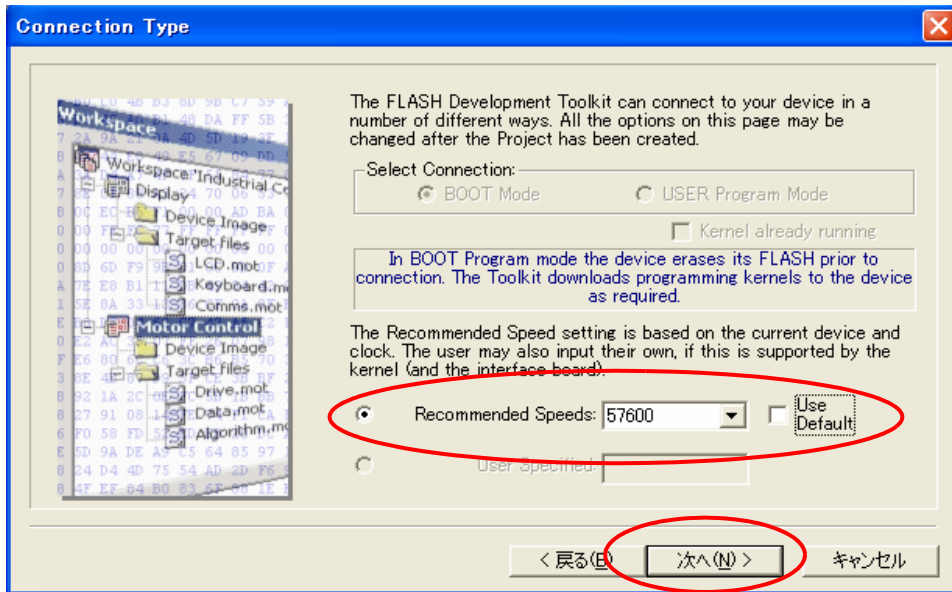 Connection Type
The FLASH Development Toolkit can connect to your device in a
number of different ways. All the options on this page may be
changed after the Project has been created.
Select Connection:
BOOT Mode
USER Program Mode
Kernel already running
In BOOT Program mode the device erases its FLASH prior to
connection. The Toolkit downloads programming kernels to the device
as required.
The Recommended Speed setting is based on the current device and
clock. The user may also input their own, if this is supported by the
kernel (and the interface board).
Recommended Speeds: 57600
Use
Default
User Specified:
Workspace
Workspace 'Industrial Ce
Display
Device Image
Target files
LCD.mot
Keyboard.m
Comms.mot
Motor Control
Device Image
Target files
Drive.mot
Data.mot
Algorithm.mo
< 戻る(B)
次へ(N) >
キャンセル